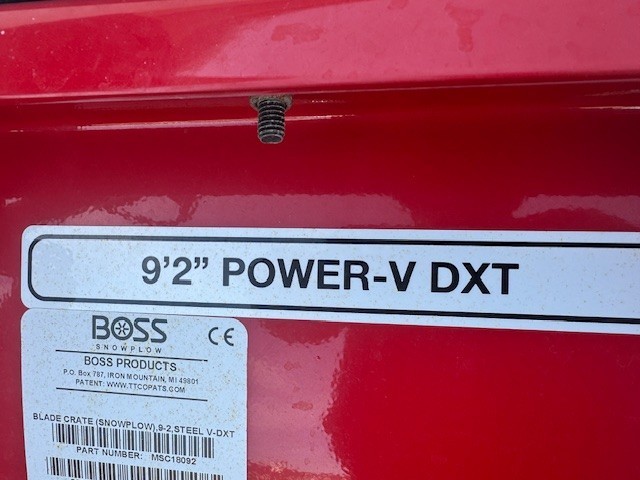 9'2” POWER-V DXT
BOSS
SNOWPLOW
CE
BOSS PRODUCTS
P.O. Box 787, IRON MOUNTAIN, MI 49801
PATENT: WWW.TTCOPATS.COM
BLADE CRATE (SNOWPLOW),9-2,STEEL V-DXT
PART NUMBER: MSC18092